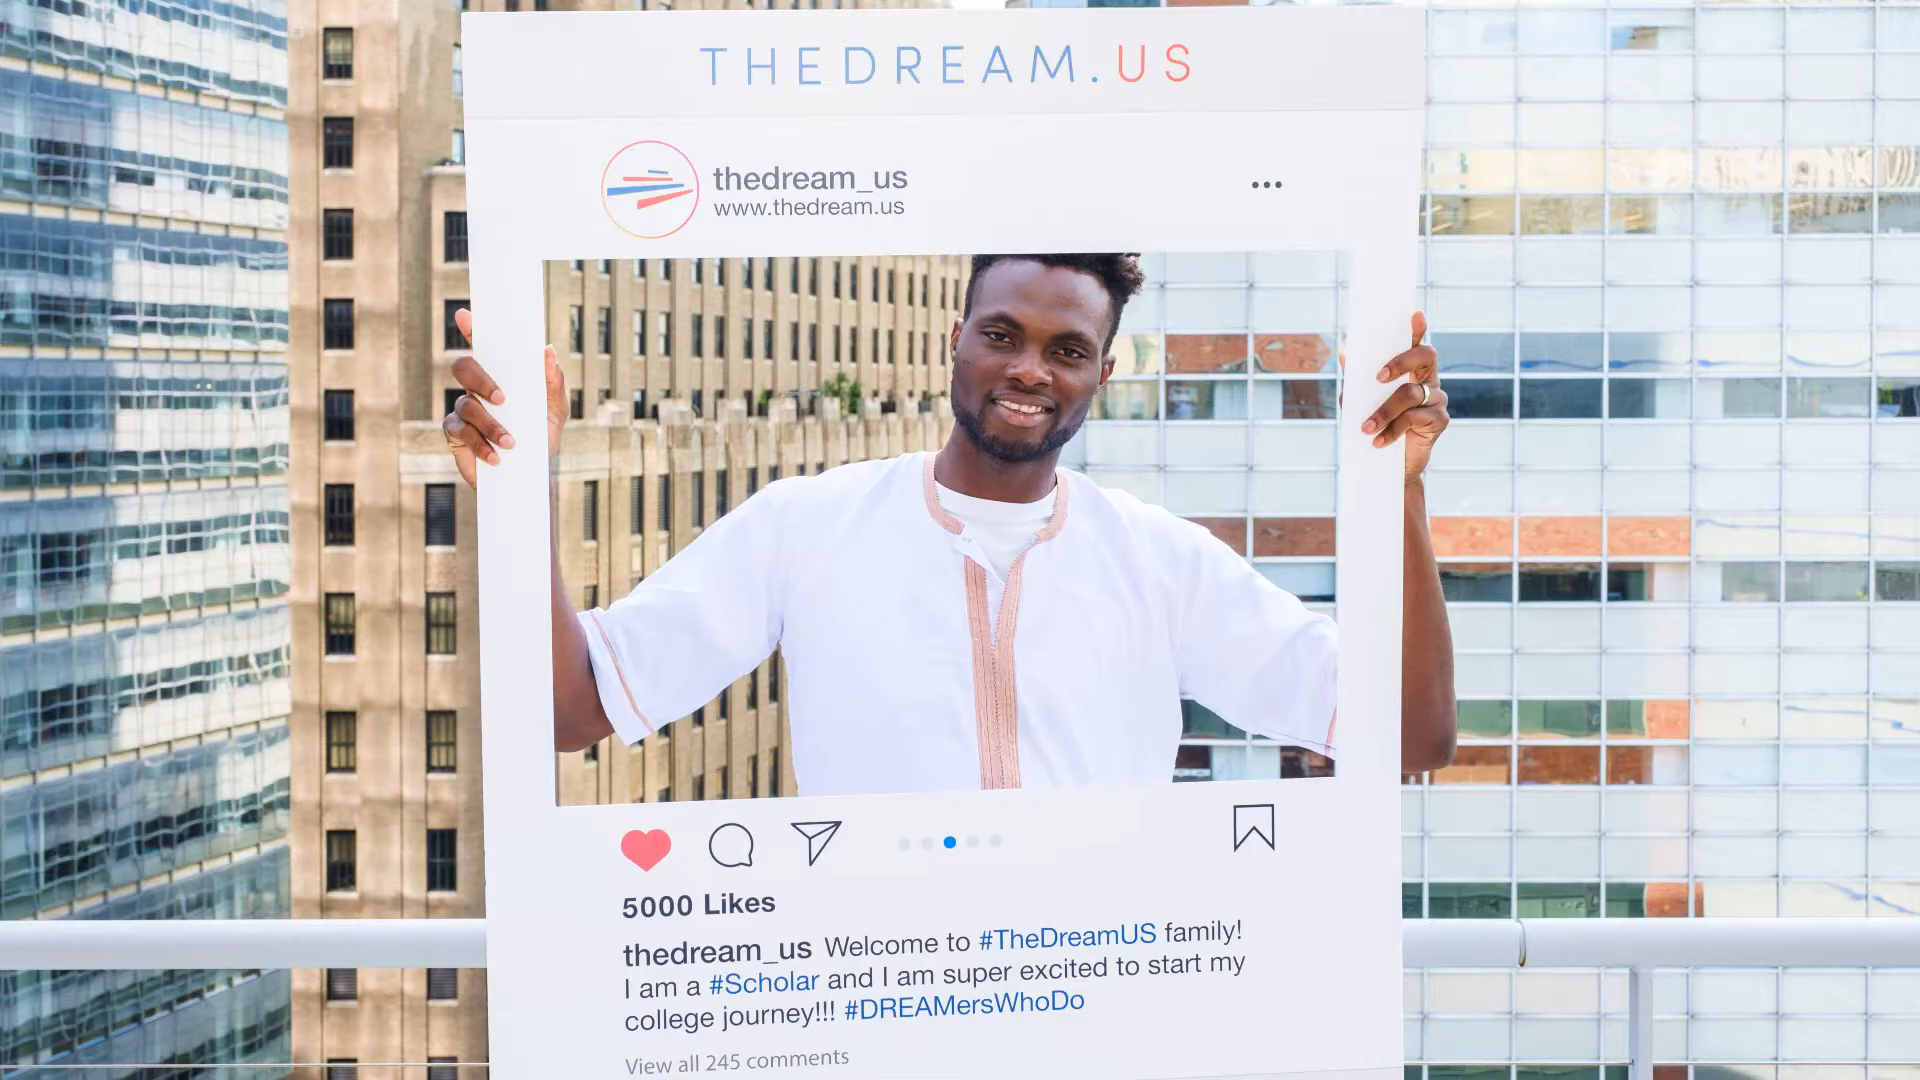 THEDREAM.US
thedream_us
www.thedream.us
5000 Likes
thedream_us Welcome to #TheDreamUS family!
I am a #Scholar and I am super excited to start my
college journey!!! #DREAMersWhoDo
View all 245 comments